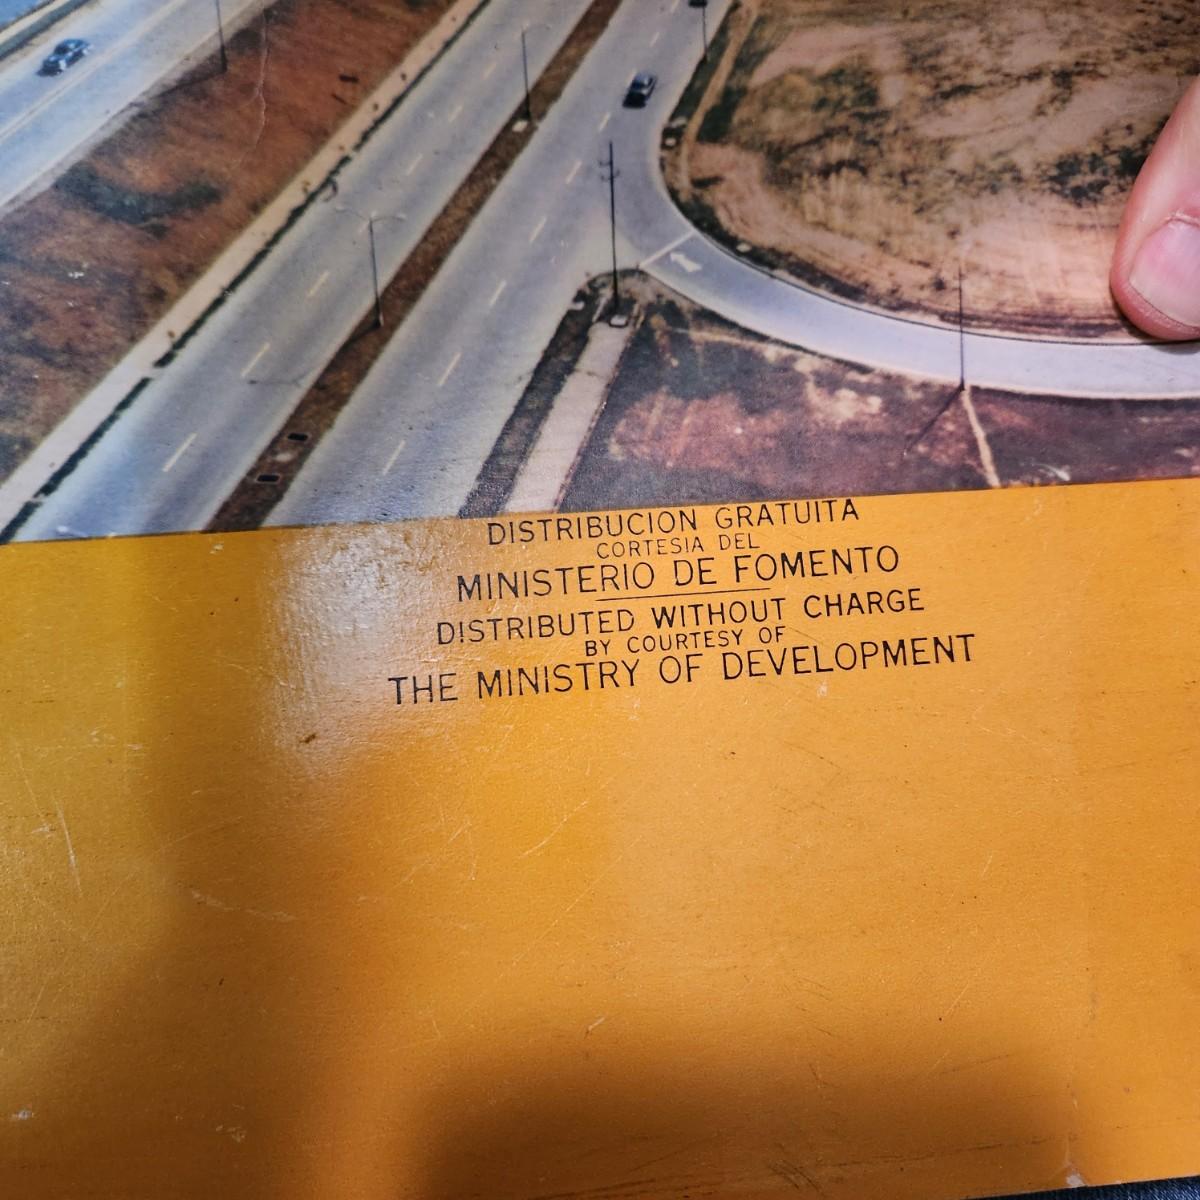 DISTRIBUCION GRATUITA
CORTESIA DEL
MINISTERIO DE FOMENTO
DISTRIBUTED WITHOUT CHARGE
BY COURTESY OF
THE MINISTRY OF DEVELOPMENT